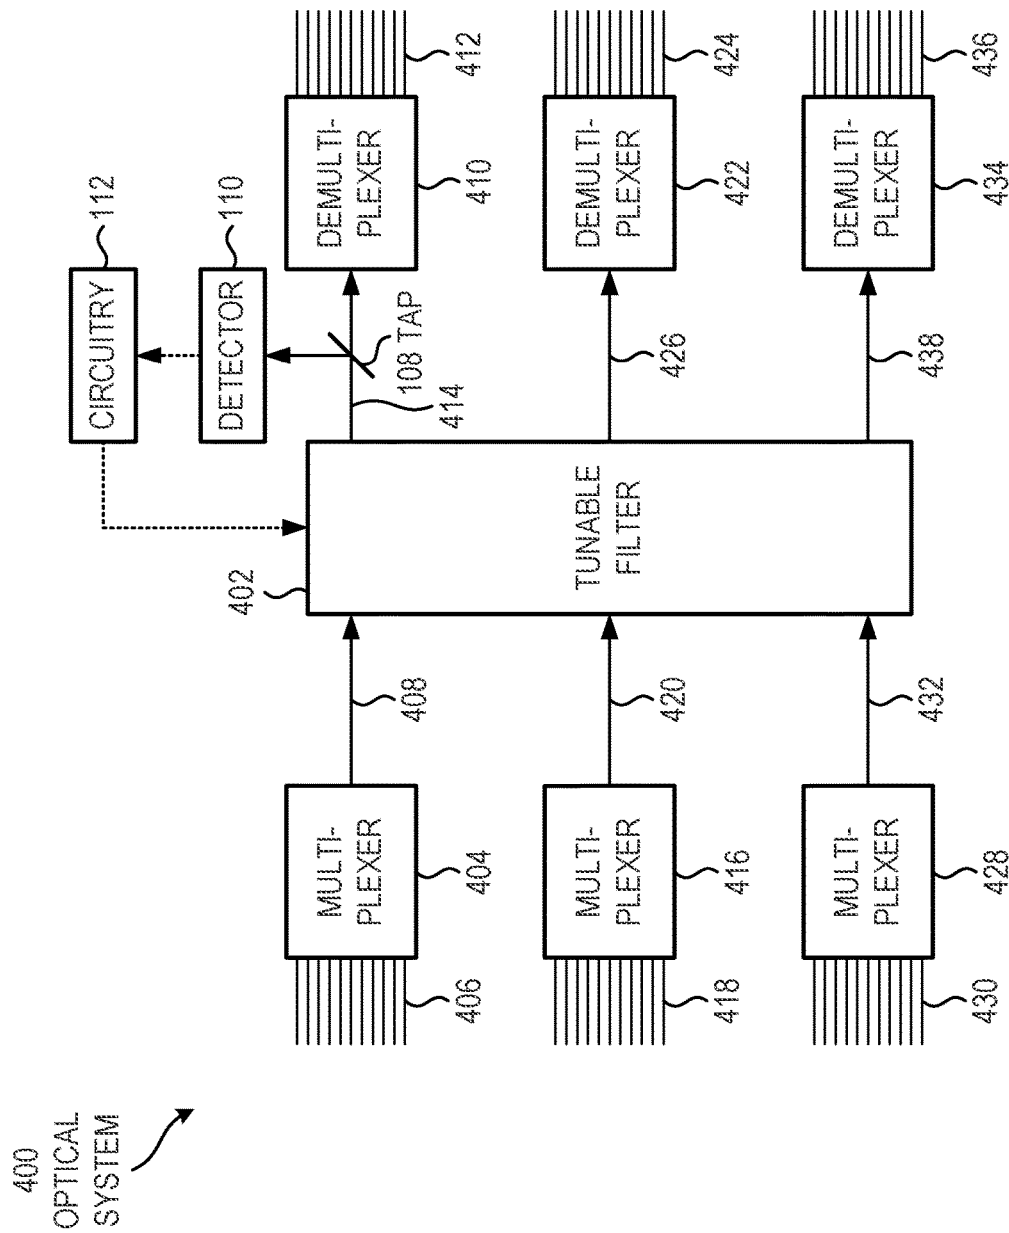 400
OPTICAL
SYSTEM
CIRCUITRY
112
DETECTOR
110
108 TAP
414
402
TUNABLE
FILTER
406
MULTI-
PLEXER
404
408
DEMULTI-
PLEXER
410
412
418
MULTI-
PLEXER
416
420
426
DEMULTI-
PLEXER
422
424
430
MULTI-
PLEXER
428
432
438
DEMULTI-
PLEXER
434
436